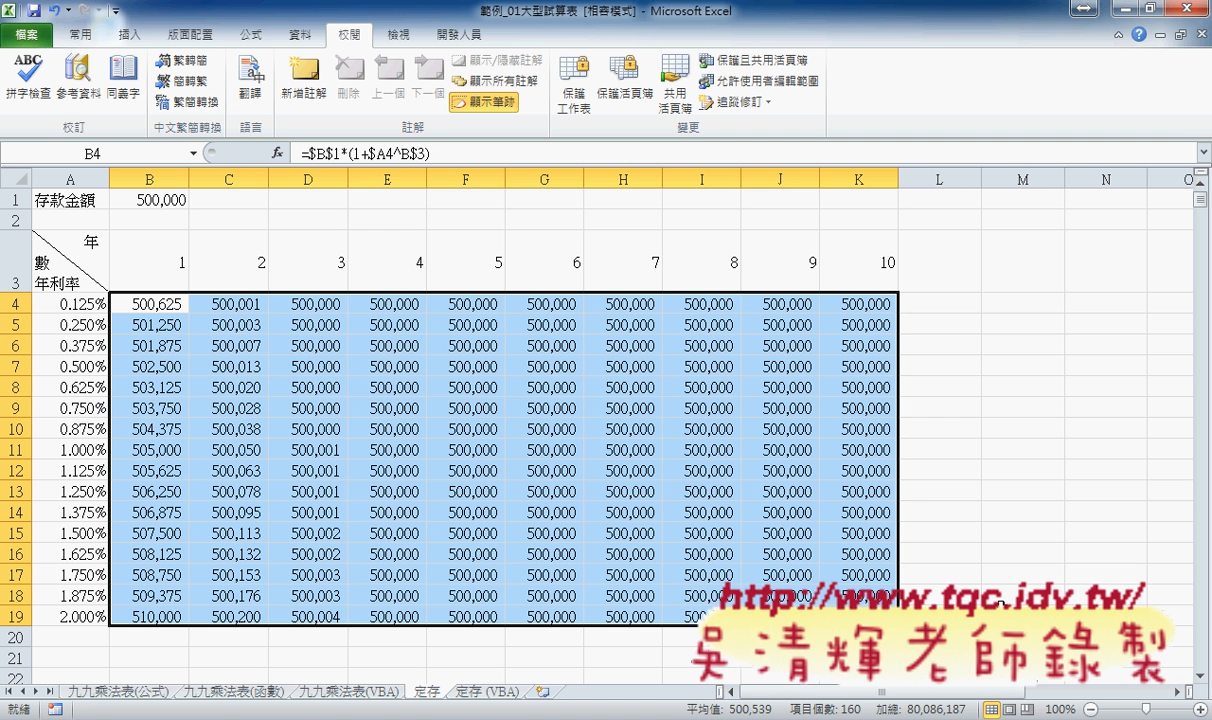 範例_01大型試算表 [相容模式] - Microsoft Excel
檔案 常用 插入 版面配置 公式 資料 校閱 檢視 開發人員
ABC 拼字檢查 參考資料 同義字 校訂
繁轉簡 簡轉繁 繁簡轉換 中文繁簡轉換
翻譯 語言
新增註解 刪除 上一個 下一個 顯示/隱藏註解 顯示所有註解 顯示筆跡 註解
保護工作表 保護活頁簿 共用活頁簿 保護且共用活頁簿 允許使用者編輯範圍 追蹤修訂 變更
B4 fx =$B$1*(1+$A4^B$3)
A B C D E F G H I J K L M N O
1 存款金額 500,000
2
年
數
3 年利率 1 2 3 4 5 6 7 8 9 10
4 0.125% 500,625 500,001 500,000 500,000 500,000 500,000 500,000 500,000 500,000 500,000
5 0.250% 501,250 500,003 500,000 500,000 500,000 500,000 500,000 500,000 500,000 500,000
6 0.375% 501,875 500,007 500,000 500,000 500,000 500,000 500,000 500,000 500,000 500,000
7 0.500% 502,500 500,013 500,000 500,000 500,000 500,000 500,000 500,000 500,000 500,000
8 0.625% 503,125 500,020 500,000 500,000 500,000 500,000 500,000 500,000 500,000 500,000
9 0.750% 503,750 500,028 500,000 500,000 500,000 500,000 500,000 500,000 500,000 500,000
10 0.875% 504,375 500,038 500,000 500,000 500,000 500,000 500,000 500,000 500,000 500,000
11 1.000% 505,000 500,050 500,001 500,000 500,000 500,000 500,000 500,000 500,000 500,000
12 1.125% 505,625 500,063 500,001 500,000 500,000 500,000 500,000 500,000 500,000 500,000
13 1.250% 506,250 500,078 500,001 500,000 500,000 500,000 500,000 500,000 500,000 500,000
14 1.375% 506,875 500,095 500,001 500,000 500,000 500,000 500,000 500,000 500,000 500,000
15 1.500% 507,500 500,113 500,002 500,000 500,000 500,000 500,000 500,000 500,000 500,000
16 1.625% 508,125 500,132 500,002 500,000 500,000 500,000 500,000 500,000 500,000 500,000
17 1.750% 508,750 500,153 500,003 500,000 500,000 500,000 500,000 500,000 500,000 500,000
18 1.875% 509,375 500,176 500,003 500,000 500,000 500,000 500,000
19 2.000% 510,000 500,200 500,004 500,000 500,000 500,000 500,000
http://www.tqc.idv.tw/
吳清輝老師錄製
20
21
22
九九乘法表(公式) 九九乘法表(函數) 九九乘法表(VBA) 定存 定存 (VBA)
就緒 平均值: 500,539 項目個數: 160 加總: 80,086,187 100%